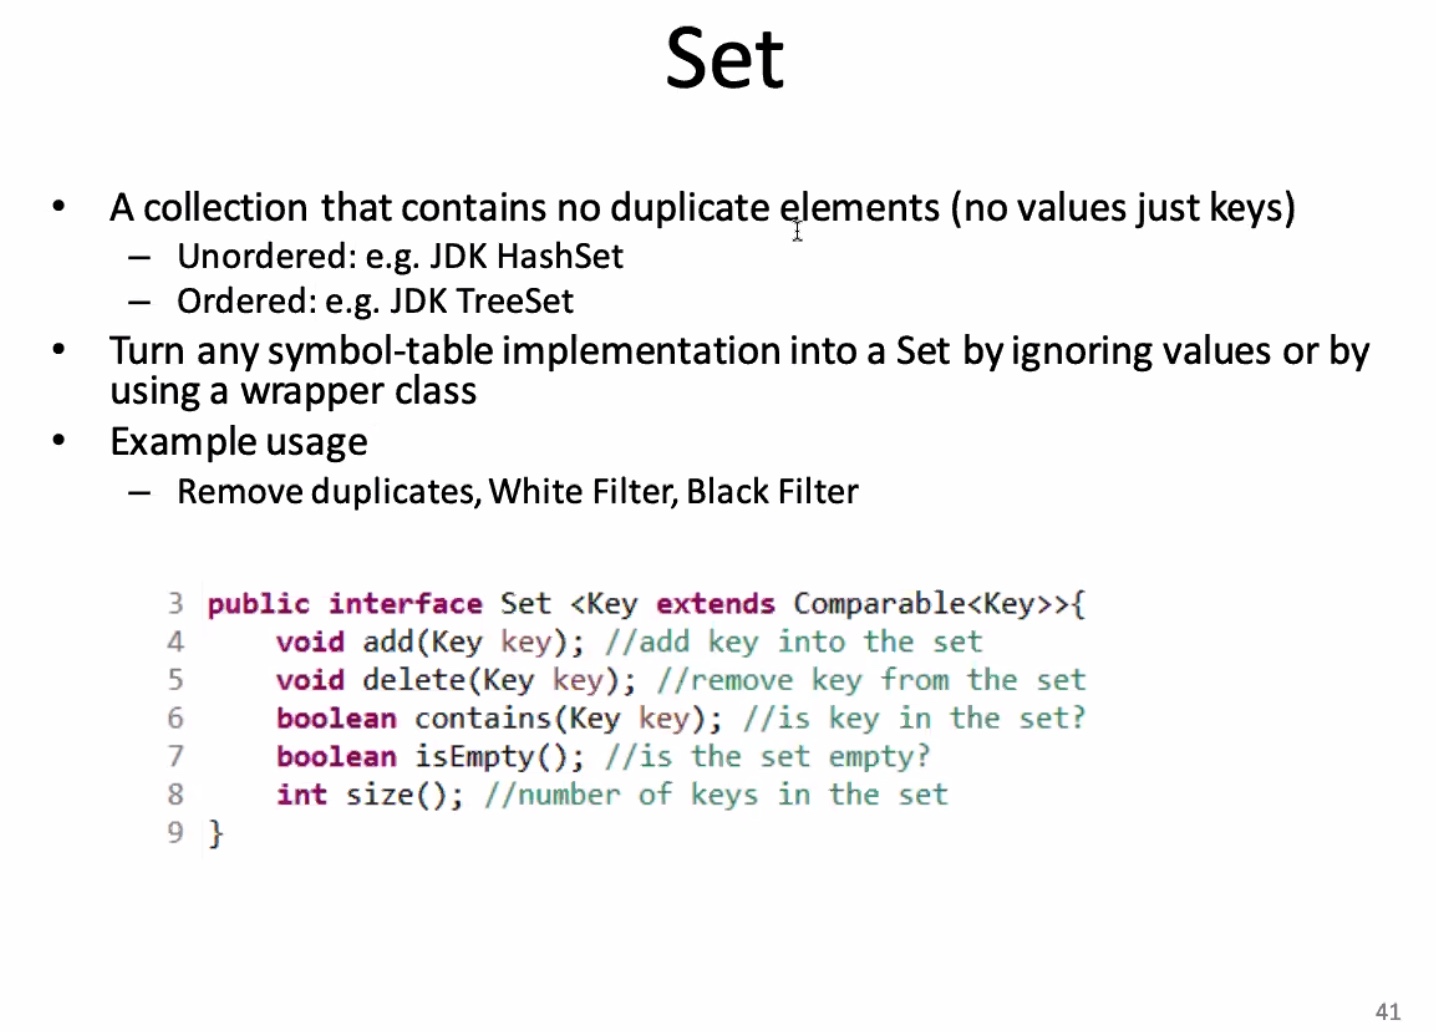 Set
• A collection that contains no duplicate elements (no values just keys)
– Unordered: e.g. JDK HashSet
– Ordered: e.g. JDK TreeSet
• Turn any symbol-table implementation into a Set by ignoring values or by
using a wrapper class
• Example usage
– Remove duplicates, White Filter, Black Filter
3 public interface Set <Key extends Comparable<Key>>{
4     void add(Key key); //add key into the set
5     void delete(Key key); //remove key from the set
6     boolean contains(Key key); //is key in the set?
7     boolean isEmpty(); //is the set empty?
8     int size(); //number of keys in the set
9 }
41